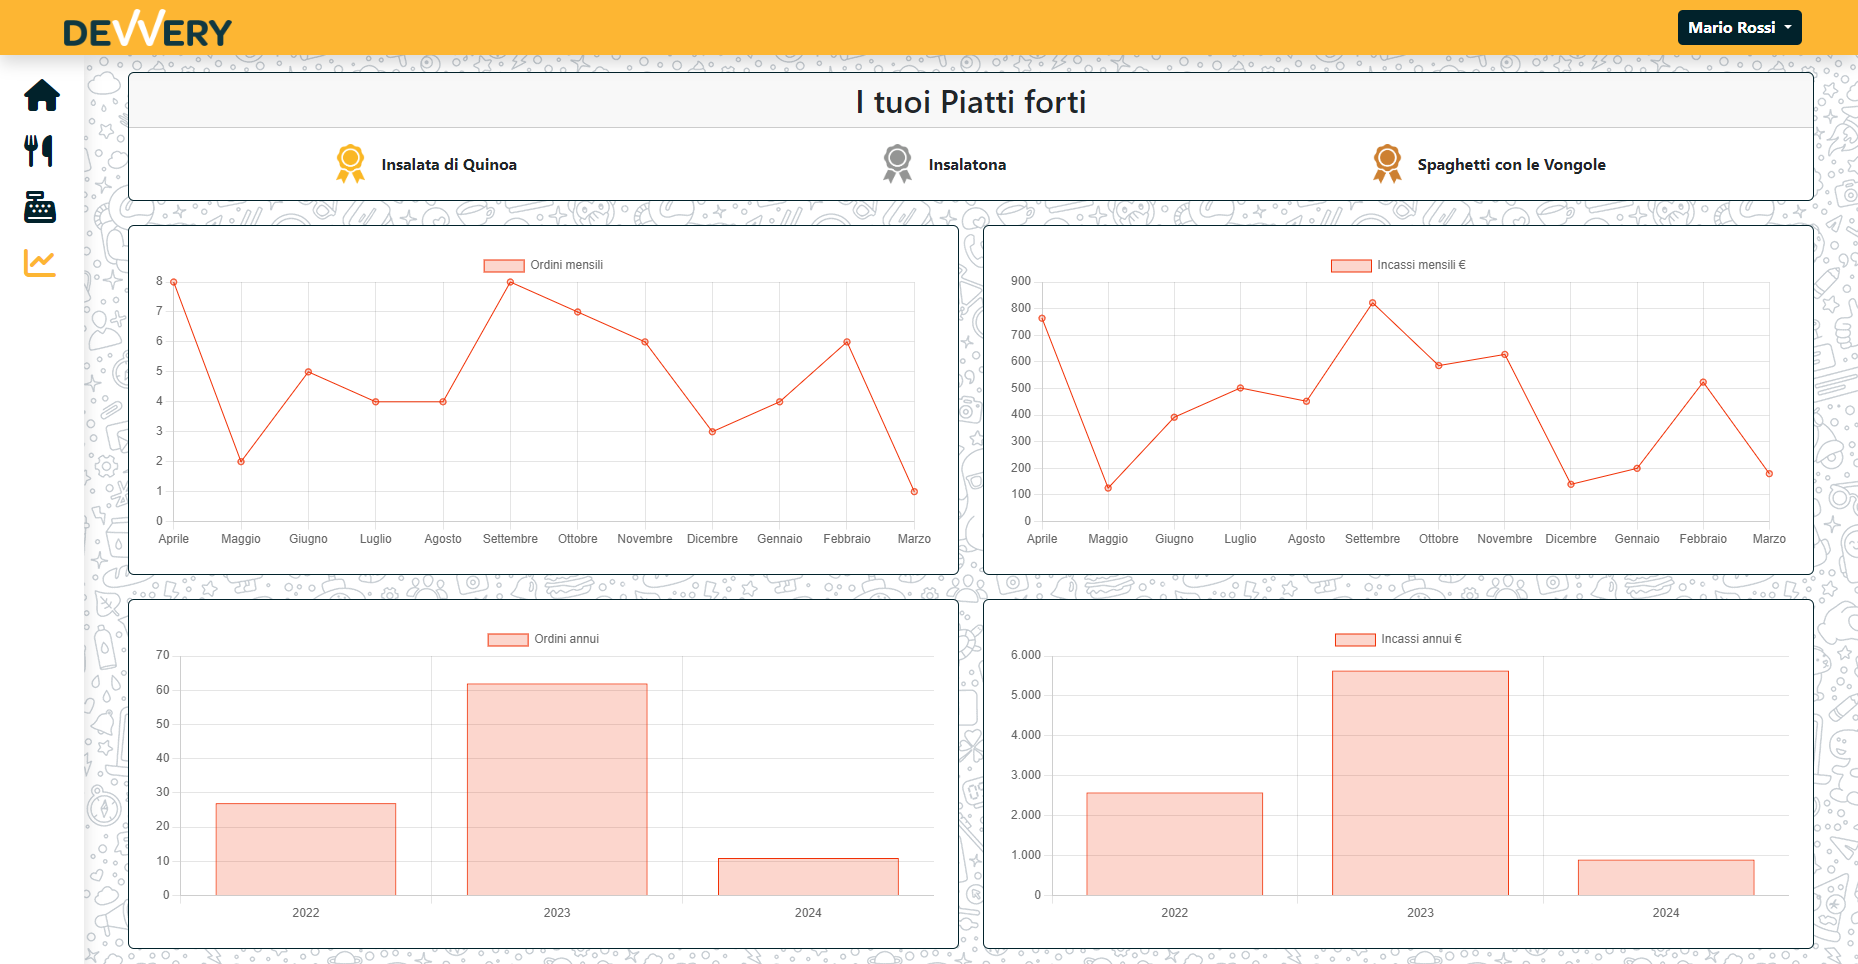 DEVVERY
Mario Rossi
I tuoi Piatti forti
Insalata di Quinoa
Insalatona
Spaghetti con le Vongole
Ordini mensili
8
7
6
5
4
3
2
1
0
Aprile Maggio Giugno Luglio Agosto Settembre Ottobre Novembre Dicembre Gennaio Febbraio Marzo
Incassi mensili €
900
800
700
600
500
400
300
200
100
0
Aprile Maggio Giugno Luglio Agosto Settembre Ottobre Novembre Dicembre Gennaio Febbraio Marzo
Ordini annui
70
60
50
40
30
20
10
0
2022 2023 2024
Incassi annui €
6.000
5.000
4.000
3.000
2.000
1.000
0
2022 2023 2024